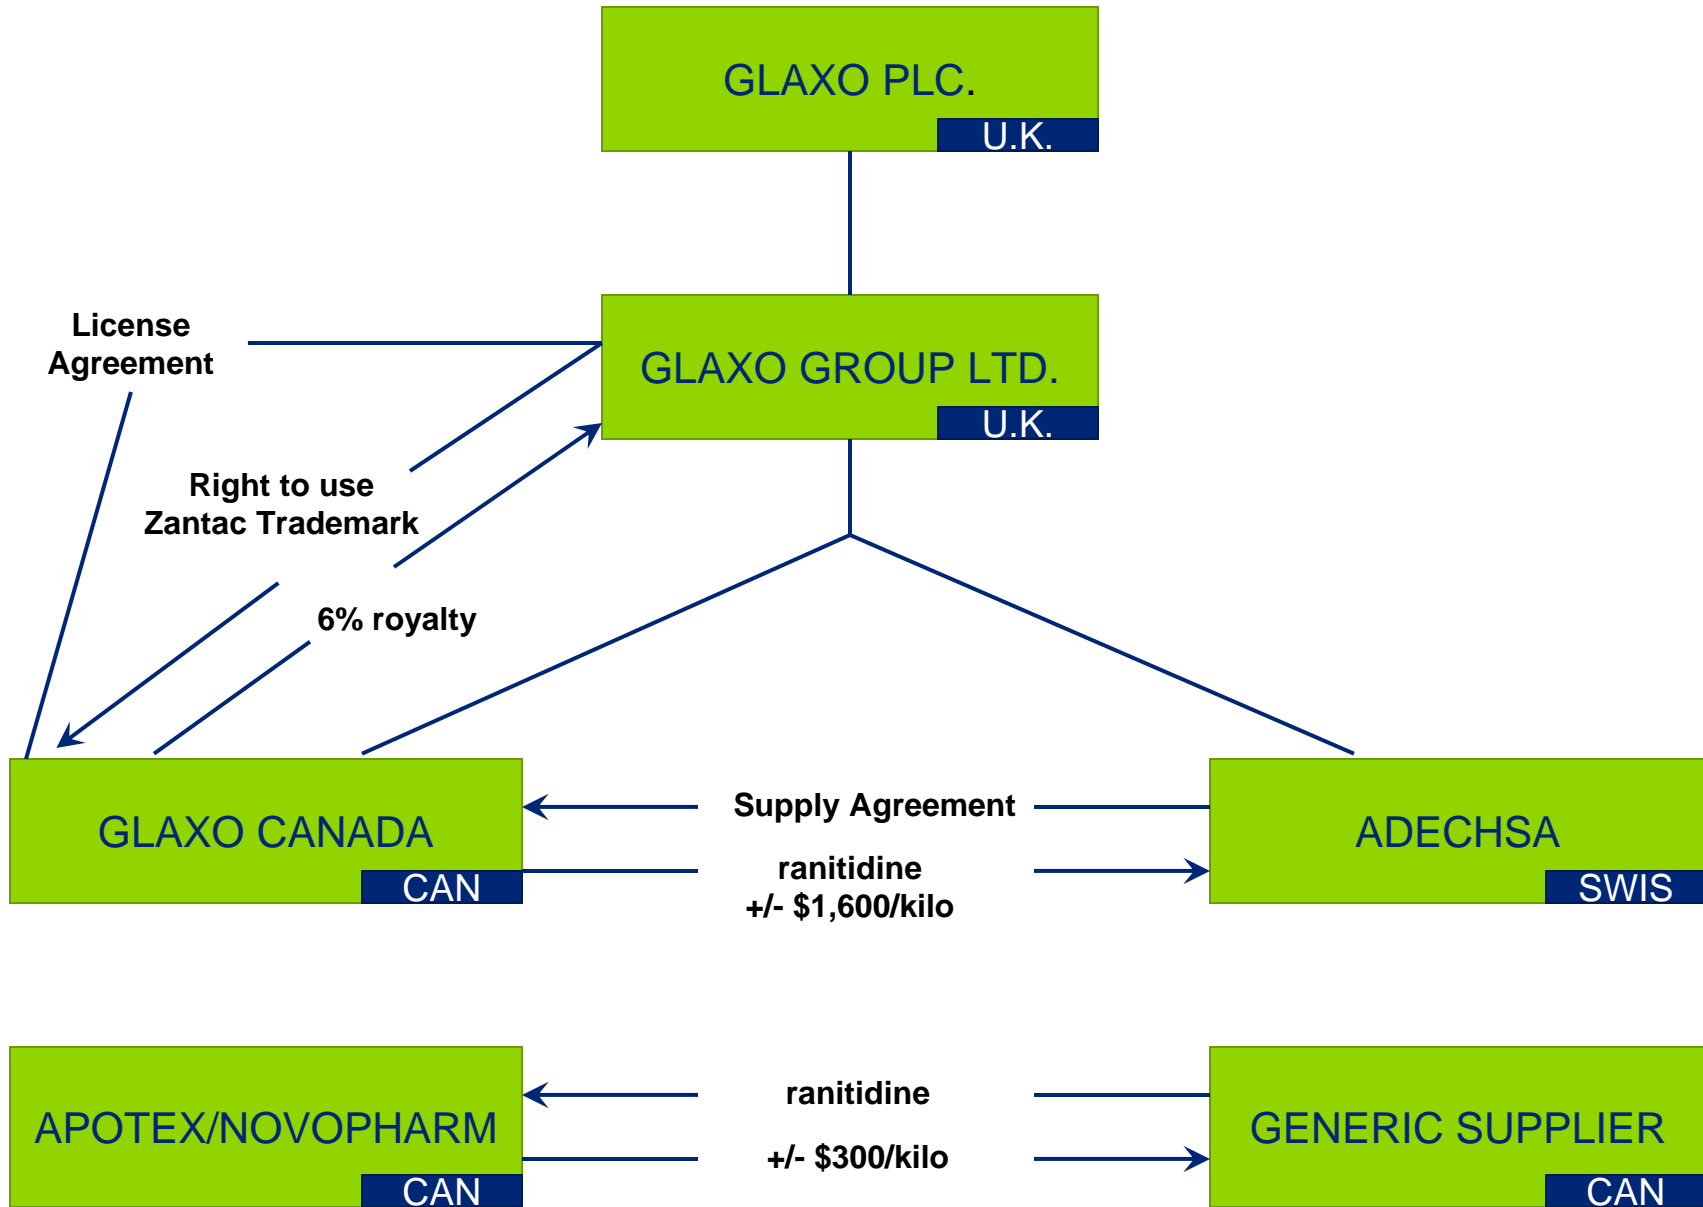 GLAXO PLC.
U.K.
License
Agreement
GLAXO GROUP LTD.
U.K.
Right to use
Zantac Trademark
6% royalty
GLAXO CANADA
CAN
Supply Agreement
ranitidine
+/- $1,600/kilo
ADECHSA
SWIS
APOTEX/NOVOPHARM
CAN
ranitidine
+/- $300/kilo
GENERIC SUPPLIER
CAN